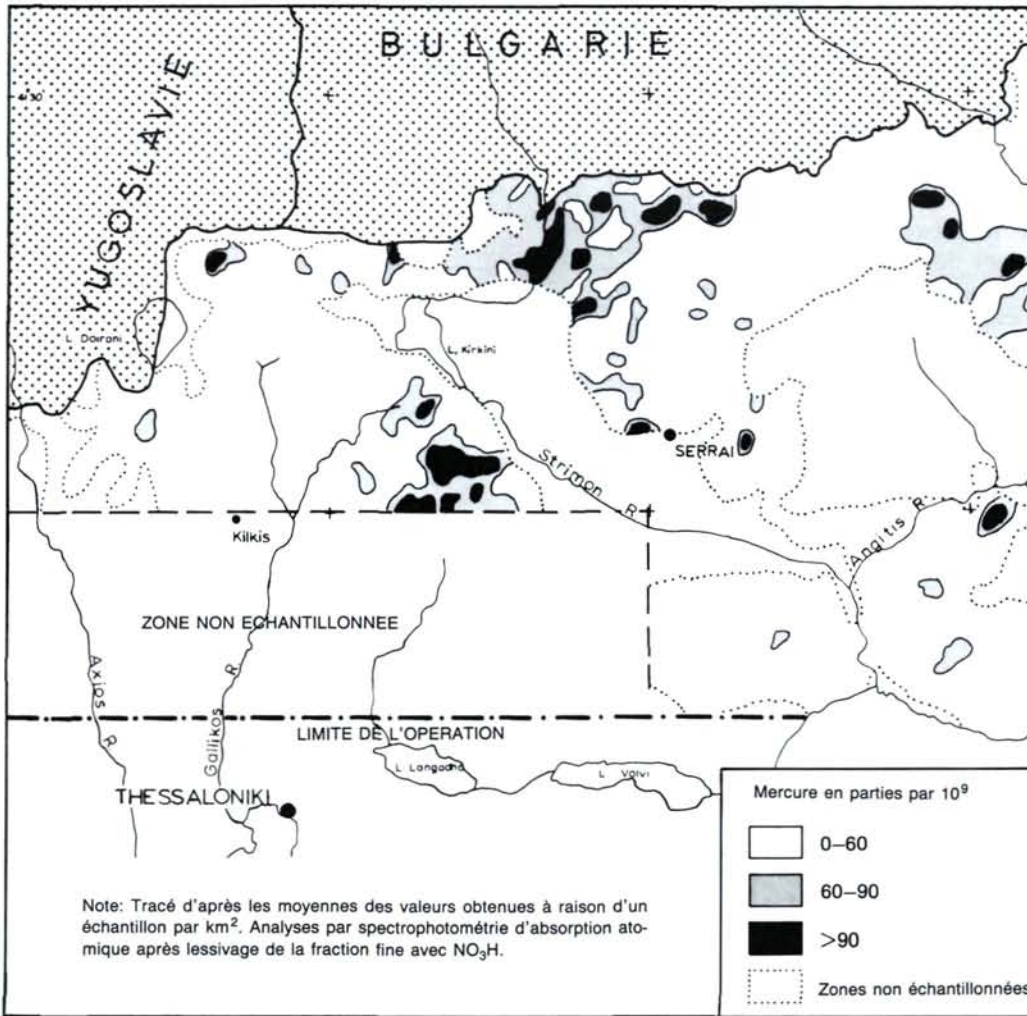 BULGARIE
YUGOSLAVIE
L. Doirani
L. Kirkini
SERRAI
Strimon R.
Angitis R.
Kilkis
ZONE NON ECHANTILLONNEE
Axios R.
Gallikos R.
LIMITE DE L'OPERATION
L. Langadha
L. Volvi
THESSALONIKI
Mercure en parties par 10⁹
0–60
60–90
>90
Zones non échantillonnées
Note: Tracé d'après les moyennes des valeurs obtenues à raison d'un
échantillon par km². Analyses par spectrophotométrie d'absorption ato-
mique après lessivage de la fraction fine avec NO₃H.